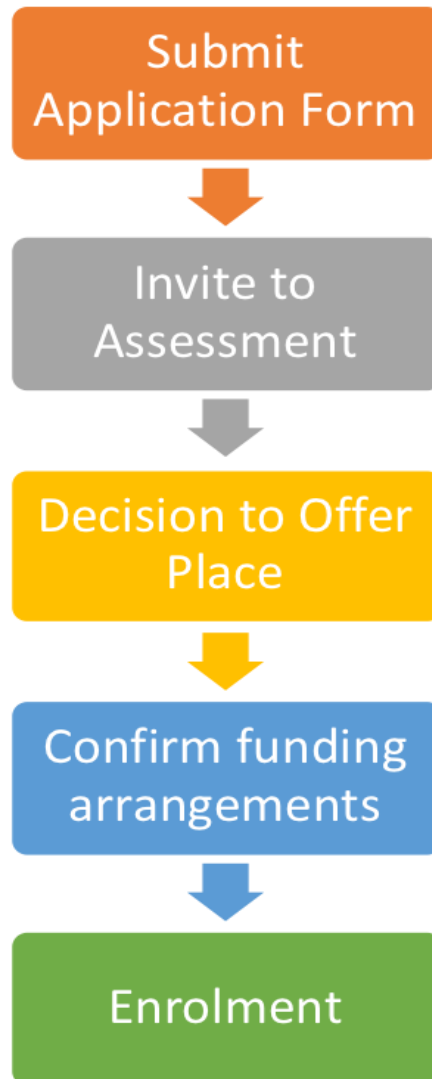 Submit
Application Form
Invite to
Assessment
Decision to Offer
Place
Confirm funding
arrangements
Enrolment